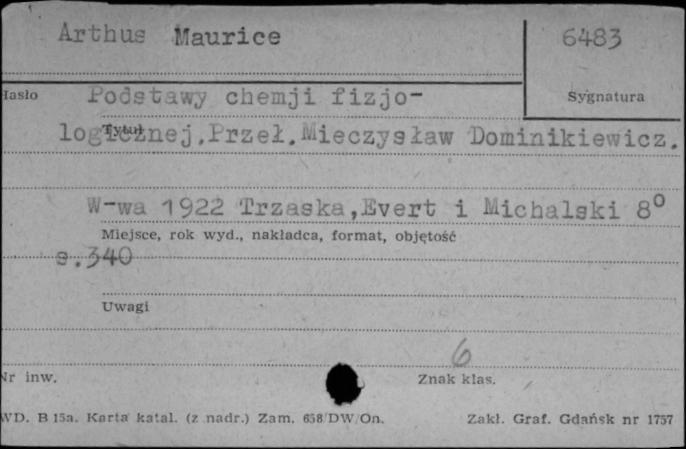 Arthus Maurice
6483
Hasło
Podstawy chemji fizjo-
Sygnatura
Tytuł
logicznej.Przeł.Mieczysław Dominikiewicz.
W-wa 1922 Trzaska,Evert i Michalski 8°
Miejsce, rok wyd., nakładca, format, objętość
s.340
Uwagi
6
Nr inw.
Znak klas.
WD. B 15a. Karta katal. (z nadr.) Zam. 658/DW/On.
Zakł. Graf. Gdańsk nr 1757